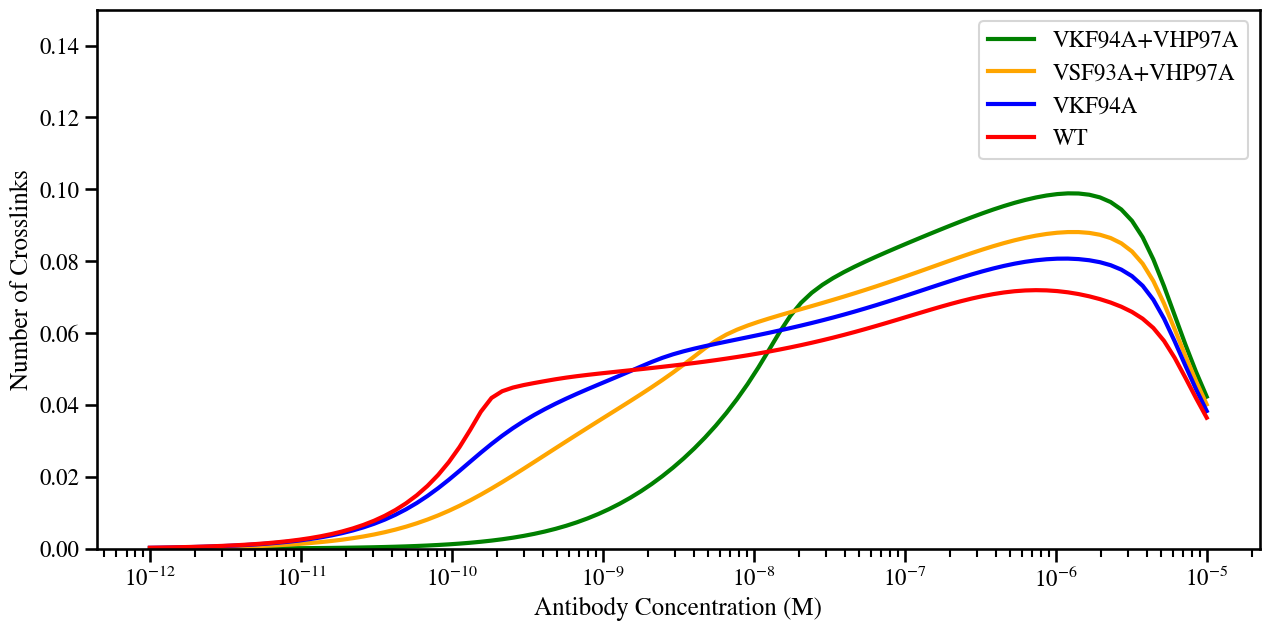 VKF94A+VHP97A
VSF93A+VHP97A
VKF94A
WT
Number of Crosslinks
0.14
0.12
0.10
0.08
0.06
0.04
0.02
0.00
10⁻¹² 10⁻¹¹ 10⁻¹⁰ 10⁻⁹ 10⁻⁸ 10⁻⁷ 10⁻⁶ 10⁻⁵
Antibody Concentration (M)